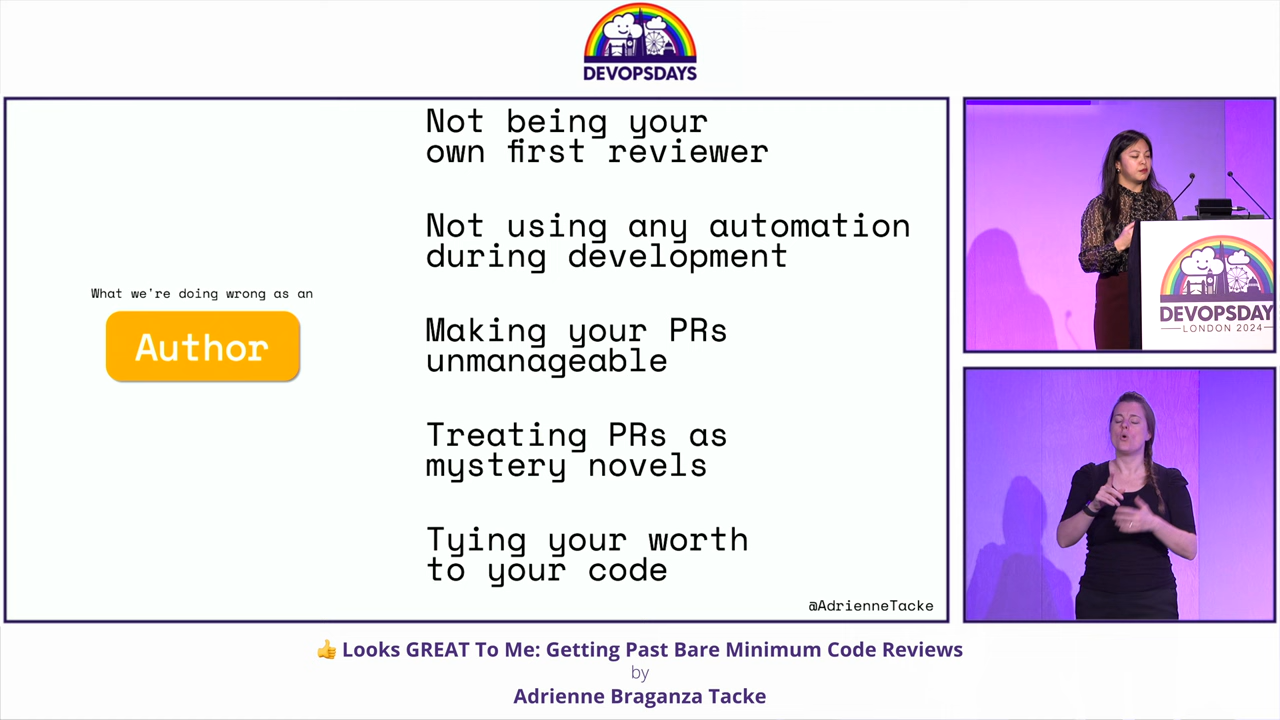 DEVOPSDAYS
What we're doing wrong as an
Author
Not being your
own first reviewer
Not using any automation
during development
Making your PRs
unmanageable
Treating PRs as
mystery novels
Tying your worth
to your code
@AdrienneTacke
DEVOPSDAY
LONDON 2024
👍 Looks GREAT To Me: Getting Past Bare Minimum Code Reviews
by
Adrienne Braganza Tacke